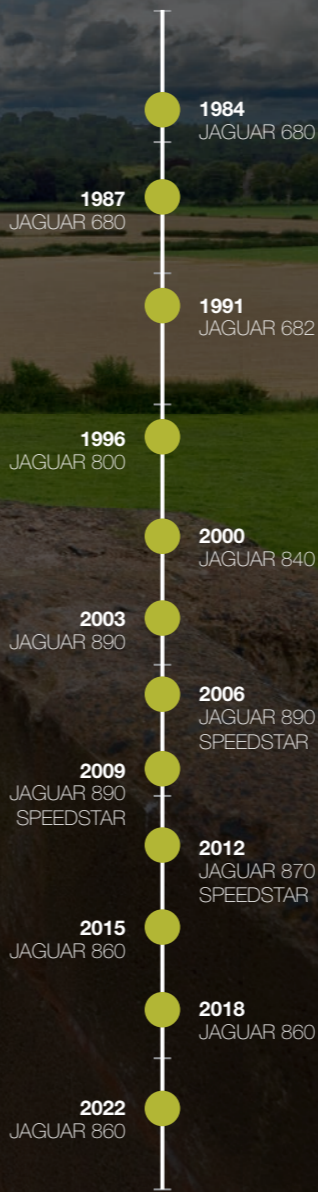 1984
JAGUAR 680
1987
JAGUAR 680
1991
JAGUAR 682
1996
JAGUAR 800
2000
JAGUAR 840
2003
JAGUAR 890
2006
JAGUAR 890
SPEEDSTAR
2009
JAGUAR 890
SPEEDSTAR
2012
JAGUAR 870
SPEEDSTAR
2015
JAGUAR 860
2018
JAGUAR 860
2022
JAGUAR 860